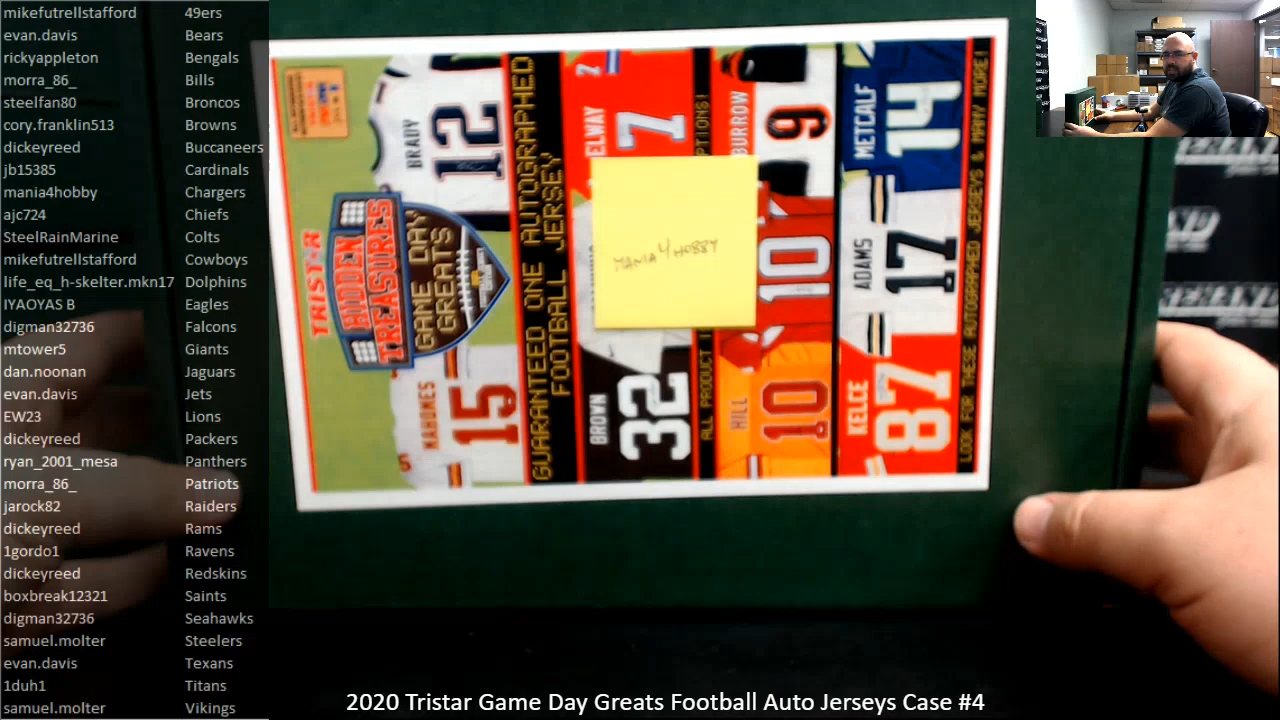 mikefutrellstafford 49ers
evan.davis Bears
rickyappleton Bengals
morra_86_ Bills
steelfan80 Broncos
cory.franklin513 Browns
dickeyreed Buccaneers
jb15385 Cardinals
mania4hobby Chargers
ajc724 Chiefs
SteelRainMarine Colts
mikefutrellstafford Cowboys
life_eq_h-skelter.mkn17 Dolphins
IYAOYAS B Eagles
digman32736 Falcons
mtower5 Giants
dan.noonan Jaguars
evan.davis Jets
EW23 Lions
dickeyreed Packers
ryan_2001_mesa Panthers
morra_86_ Patriots
jarock82 Raiders
dickeyreed Rams
1gordo1 Ravens
dickeyreed Redskins
boxbreak12321 Saints
digman32736 Seahawks
samuel.molter Steelers
evan.davis Texans
1duh1 Titans
samuel.molter Vikings
TRIST R
HIDDEN
TREASURES
GAME DAY
GREATS
MAHOMES
15
BRADY
12
GUARANTEED ONE AUTOGRAPHED
FOOTBALL JERSEY
BROWN
32
ELWAY
7
ALL PRODUCT
HILL
10
10
BURROW
9
KELCE
87
ADAMS
17
METCALF
14
LOOK FOR THESE AUTOGRAPHED JERSEYS & MANY MORE!
MANIA 4 HOBBY
2020 Tristar Game Day Greats Football Auto Jerseys Case #4